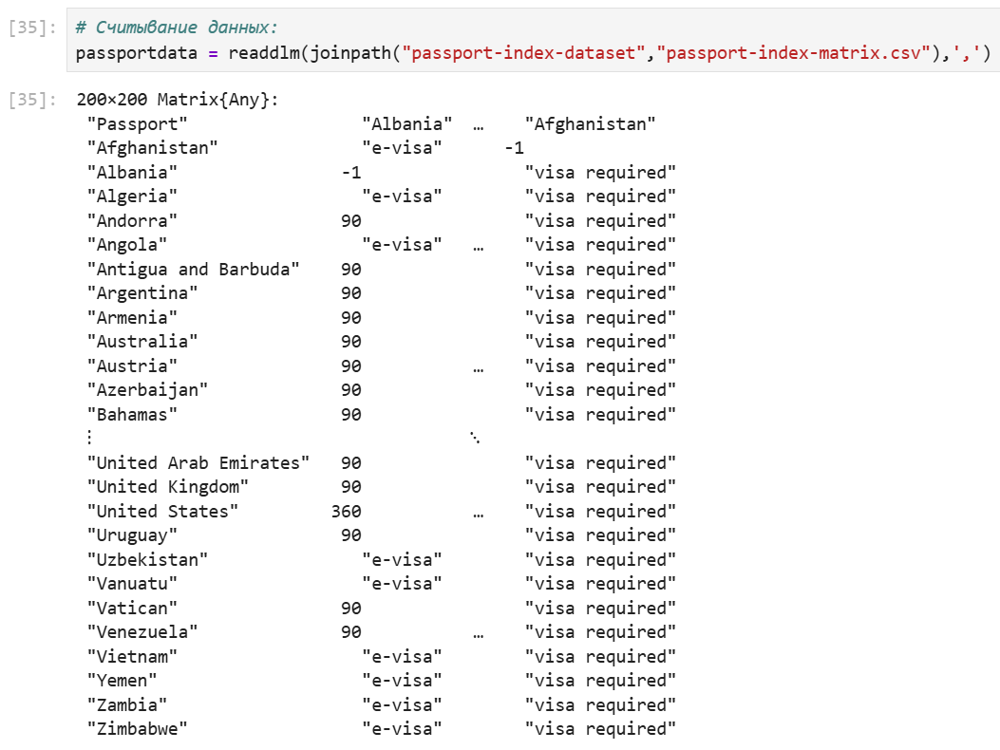 [35]: # Считывание данных:
passportdata = readdlm(joinpath("passport-index-dataset","passport-index-matrix.csv"),',')
[35]: 200×200 Matrix{Any}:
"Passport" "Albania" … "Afghanistan"
"Afghanistan" "e-visa" -1
"Albania" -1 "visa required"
"Algeria" "e-visa" "visa required"
"Andorra" 90 "visa required"
"Angola" "e-visa" … "visa required"
"Antigua and Barbuda" 90 "visa required"
"Argentina" 90 "visa required"
"Armenia" 90 "visa required"
"Australia" 90 "visa required"
"Austria" 90 … "visa required"
"Azerbaijan" 90 "visa required"
"Bahamas" 90 "visa required"
⋮ ⋱
"United Arab Emirates" 90 "visa required"
"United Kingdom" 90 "visa required"
"United States" 360 … "visa required"
"Uruguay" 90 "visa required"
"Uzbekistan" "e-visa" "visa required"
"Vanuatu" "e-visa" "visa required"
"Vatican" 90 "visa required"
"Venezuela" 90 … "visa required"
"Vietnam" "e-visa" "visa required"
"Yemen" "e-visa" "visa required"
"Zambia" "e-visa" "visa required"
"Zimbabwe" "e-visa" "visa required"